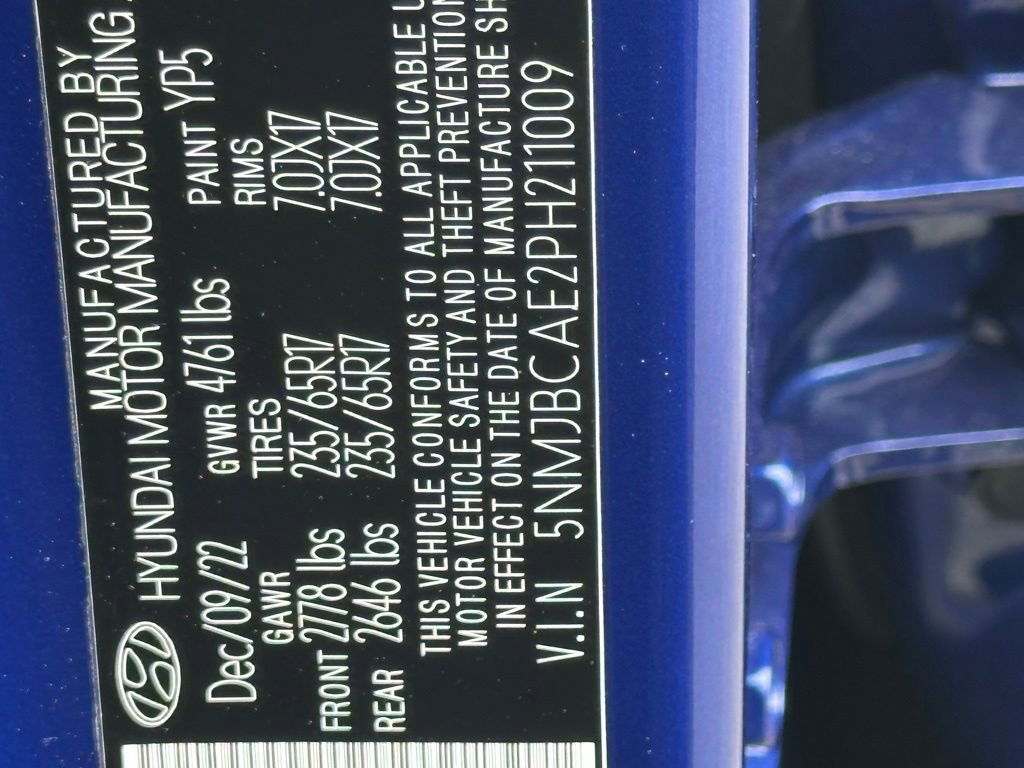 MANUFACTURED BY
HYUNDAI MOTOR MANUFACTURING
Dec/09/22 GVWR 4761 lbs PAINT YP5
GAWR TIRES RIMS
FRONT 2778 lbs 235/65R17 7.0JX17
REAR 2646 lbs 235/65R17 7.0JX17
THIS VEHICLE CONFORMS TO ALL APPLICABLE
MOTOR VEHICLE SAFETY AND THEFT PREVENTION
IN EFFECT ON THE DATE OF MANUFACTURE SH
V.I.N 5NMJBCAE2PH211009